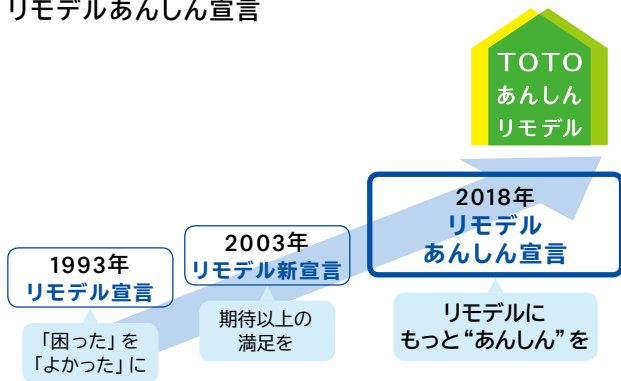 リモデルあんしん宣言
TOTO
あんしん
リモデル
1993年
リモデル宣言
「困った」を
「よかった」に
2003年
リモデル新宣言
期待以上の
満足を
2018年
リモデル
あんしん宣言
リモデルに
もっと“あんしん”を